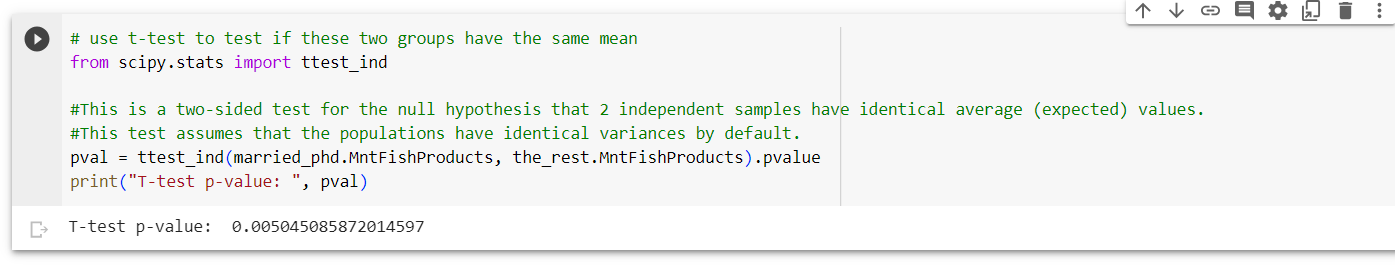 # use t-test to test if these two groups have the same mean
from scipy.stats import ttest_ind
#This is a two-sided test for the null hypothesis that 2 independent samples have identical average (expected) values.
#This test assumes that the populations have identical variances by default.
pval = ttest_ind(married_phd.MntFishProducts, the_rest.MntFishProducts).pvalue
print("T-test p-value: ", pval)
T-test p-value:  0.005045085872014597